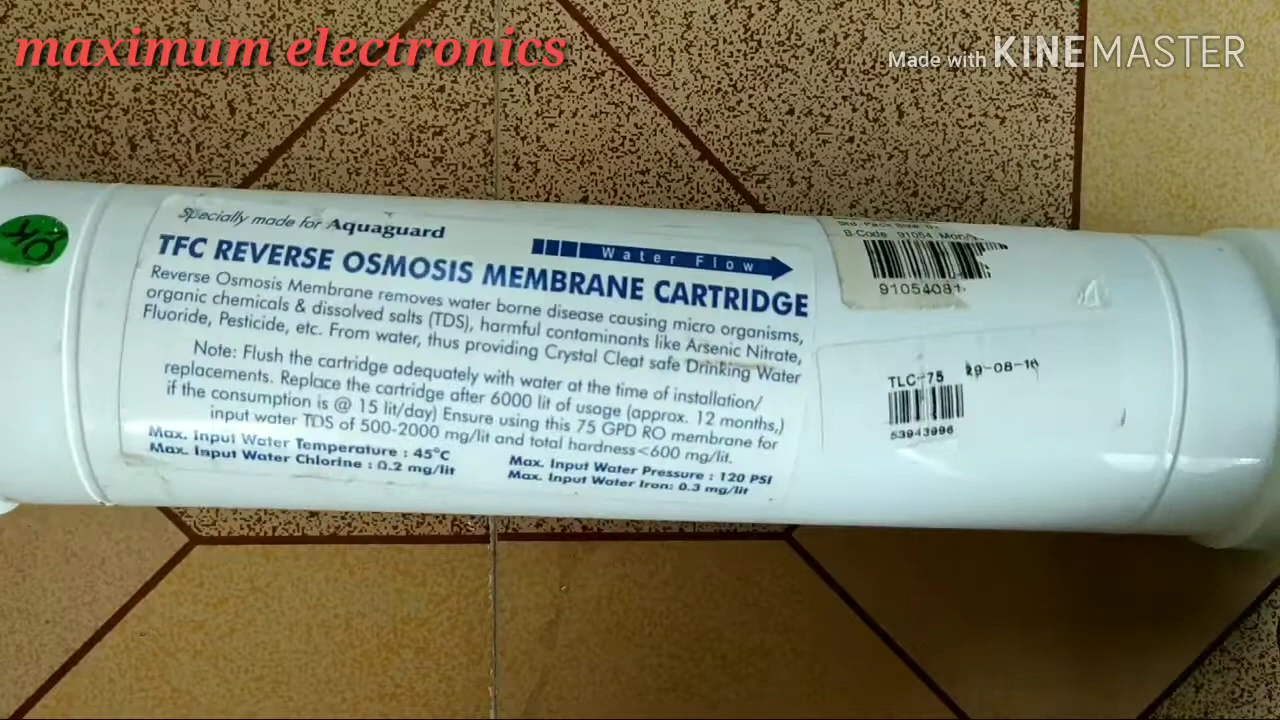 maximum electronics
Made with KINEMASTER
Specially made for Aquaguard
Water Flow
TFC REVERSE OSMOSIS MEMBRANE CARTRIDGE
Reverse Osmosis Membrane removes water borne disease causing micro organisms,
organic chemicals & dissolved salts (TDS), harmful contaminants like Arsenic Nitrate,
Fluoride, Pesticide, etc. From water, thus providing Crystal Cleat safe Drinking Water
Note: Flush the cartridge adequately with water at the time of installation/
replacements. Replace the cartridge after 6000 lit of usage (approx. 12 months,)
if the consumption is @ 15 lit/day) Ensure using this 75 GPD RO membrane for
input water TDS of 500-2000 mg/lit and total hardness<600 mg/lit.
Max. Input Water Temperature : 45°C
Max. Input Water Chlorine : 0.2 mg/lit
Max. Input Water Pressure : 120 PSI
Max. Input Water Iron: 0.3 mg/lit
S.Code 91054
91054081
TLC-75
53943996